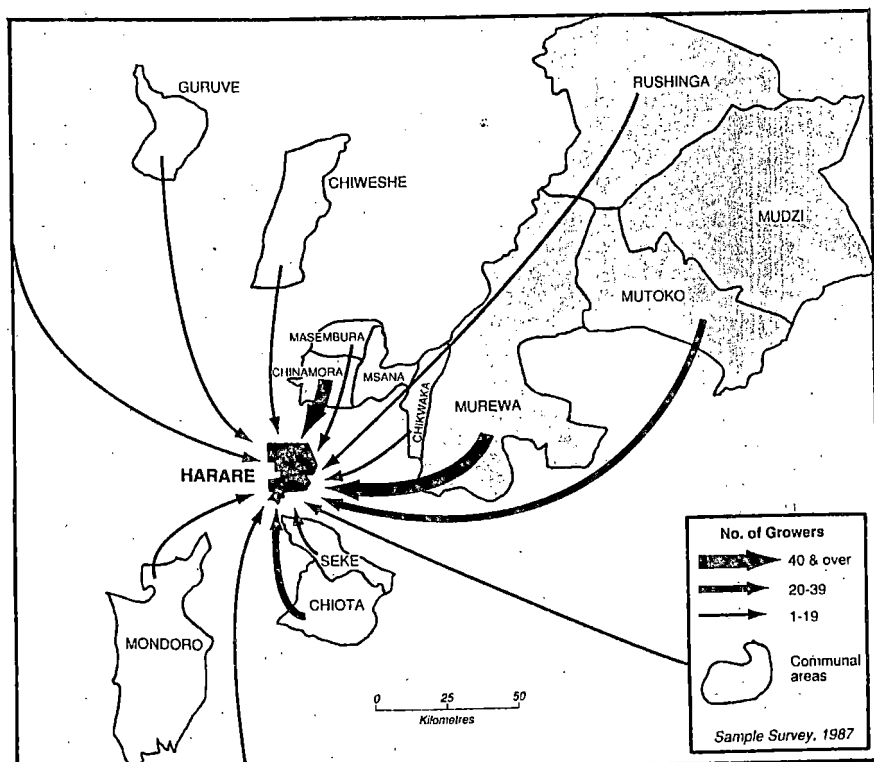 GURUVE
RUSHINGA
CHIWESHE
MUDZI
MUTOKO
MASEMBURA
CHINAMORA
MSANA
CHIKWAKA
MUREWA
HARARE
SEKE
CHIOTA
MONDORO
0 25 50
Kilometres
No. of Growers
40 & over
20-39
1-19
Communal
areas
Sample Survey, 1987